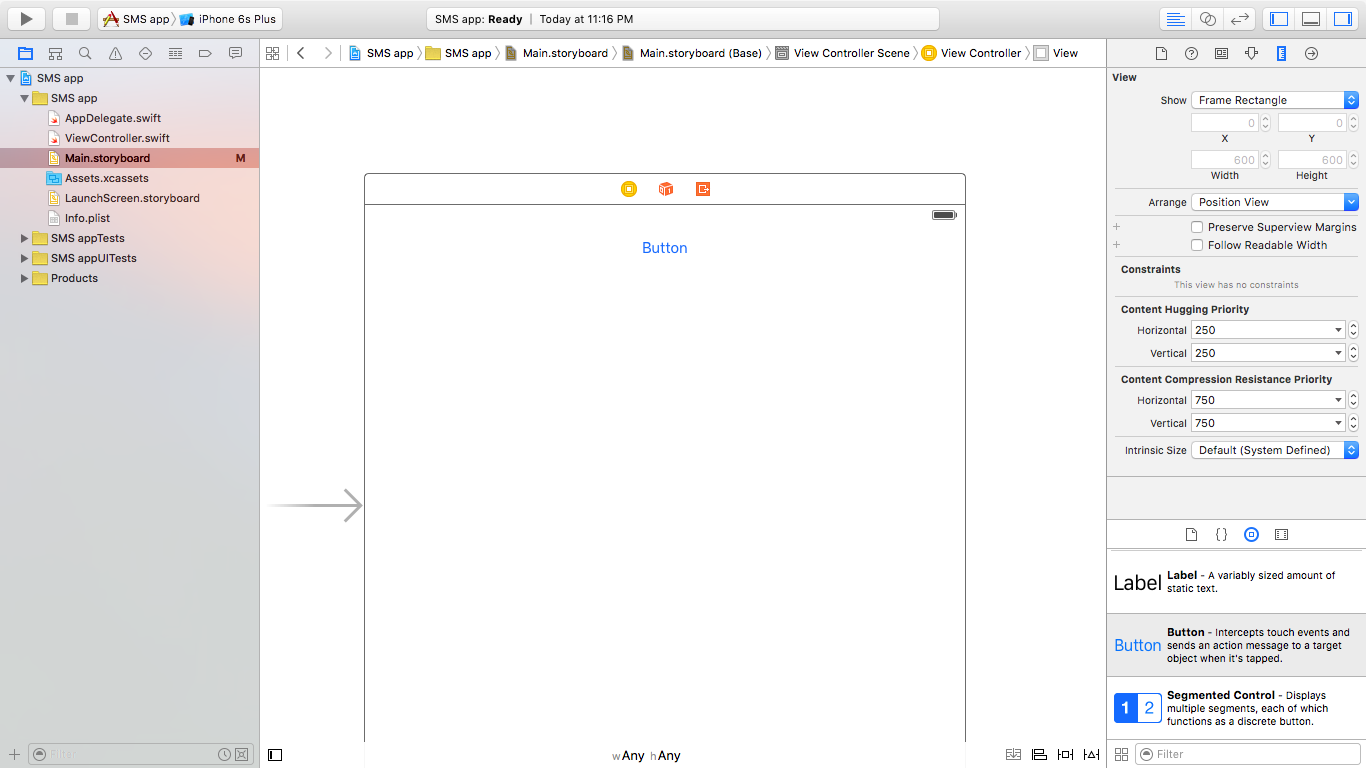 SMS app iPhone 6s Plus
SMS app: Ready | Today at 11:16 PM
SMS app SMS app Main.storyboard Main.storyboard (Base) View Controller Scene View Controller View
SMS app
SMS app
AppDelegate.swift
ViewController.swift
Main.storyboard M
Assets.xcassets
LaunchScreen.storyboard
Info.plist
SMS appTests
SMS appUITests
Products
Filter
Button
wAny hAny
View
Show Frame Rectangle
0 0
X Y
600 600
Width Height
Arrange Position View
Preserve Superview Margins
Follow Readable Width
Constraints
This view has no constraints
Content Hugging Priority
Horizontal 250
Vertical 250
Content Compression Resistance Priority
Horizontal 750
Vertical 750
Intrinsic Size Default (System Defined)
{}
Label Label - A variably sized amount of
static text.
Button - Intercepts touch events and
Button sends an action message to a target
object when it's tapped.
Segmented Control - Displays
1 2 multiple segments, each of which
functions as a discrete button.
Filter